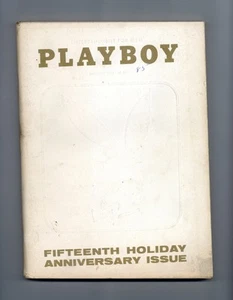 PLAYBOY
FIFTEENTH HOLIDAY
ANNIVERSARY ISSUE